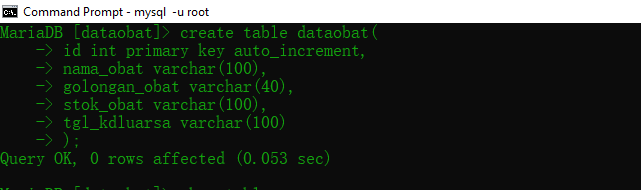 Command Prompt - mysql -u root
MariaDB [dataobat]> create table dataobat(
-> id int primary key auto_increment,
-> nama_obat varchar(100),
-> golongan_obat varchar(40),
-> stok_obat varchar(100),
-> tgl_kdluarsa varchar(100)
-> );
Query OK, 0 rows affected (0.053 sec)